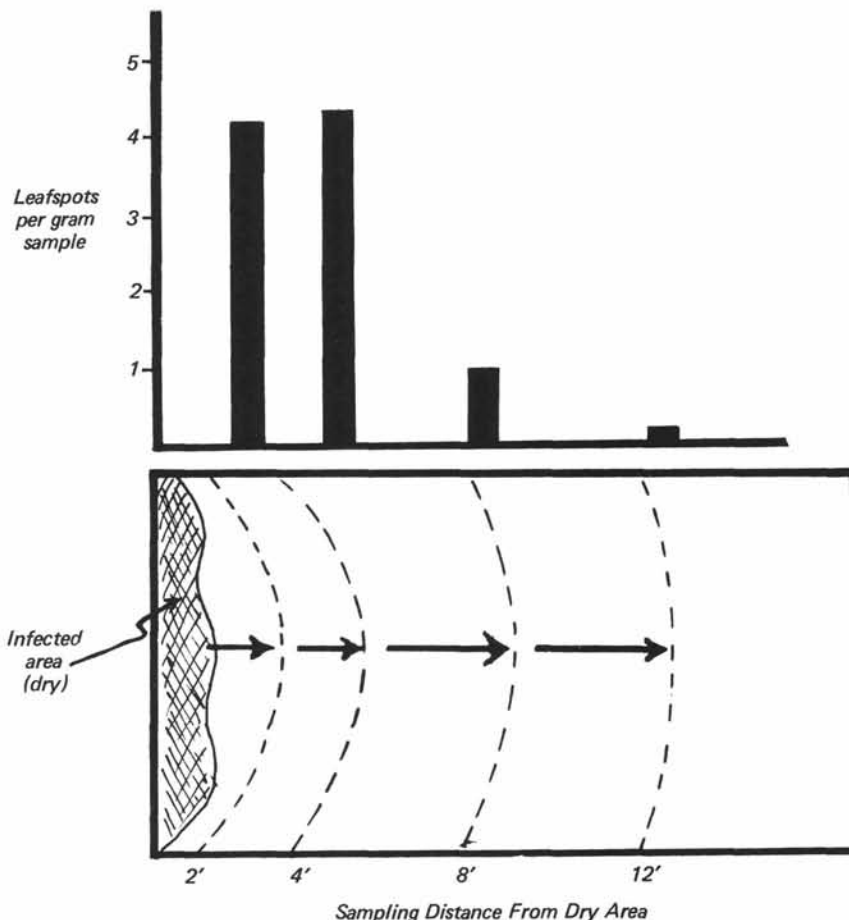 5
4
Leafspots
per gram
sample
3
2
1
Infected
area
(dry)
2'
4'
8'
12'
Sampling Distance From Dry Area